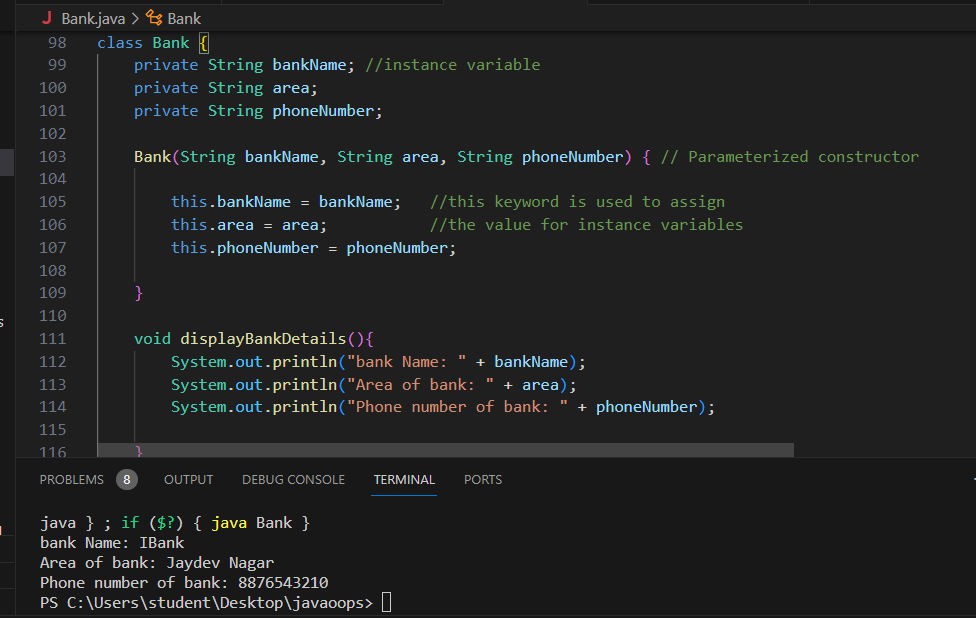 J Bank.java > Bank
98 class Bank {
99 private String bankName; //instance variable
100 private String area;
101 private String phoneNumber;
102
103 Bank(String bankName, String area, String phoneNumber) { // Parameterized constructor
104
105 this.bankName = bankName; //this keyword is used to assign
106 this.area = area; //the value for instance variables
107 this.phoneNumber = phoneNumber;
108
109 }
110
111 void displayBankDetails(){
112 System.out.println("bank Name: " + bankName);
113 System.out.println("Area of bank: " + area);
114 System.out.println("Phone number of bank: " + phoneNumber);
115
116 }
PROBLEMS 8 OUTPUT DEBUG CONSOLE TERMINAL PORTS
java } ; if ($?) { java Bank }
bank Name: IBank
Area of bank: Jaydev Nagar
Phone number of bank: 8876543210
PS C:\Users\student\Desktop\javaoops>